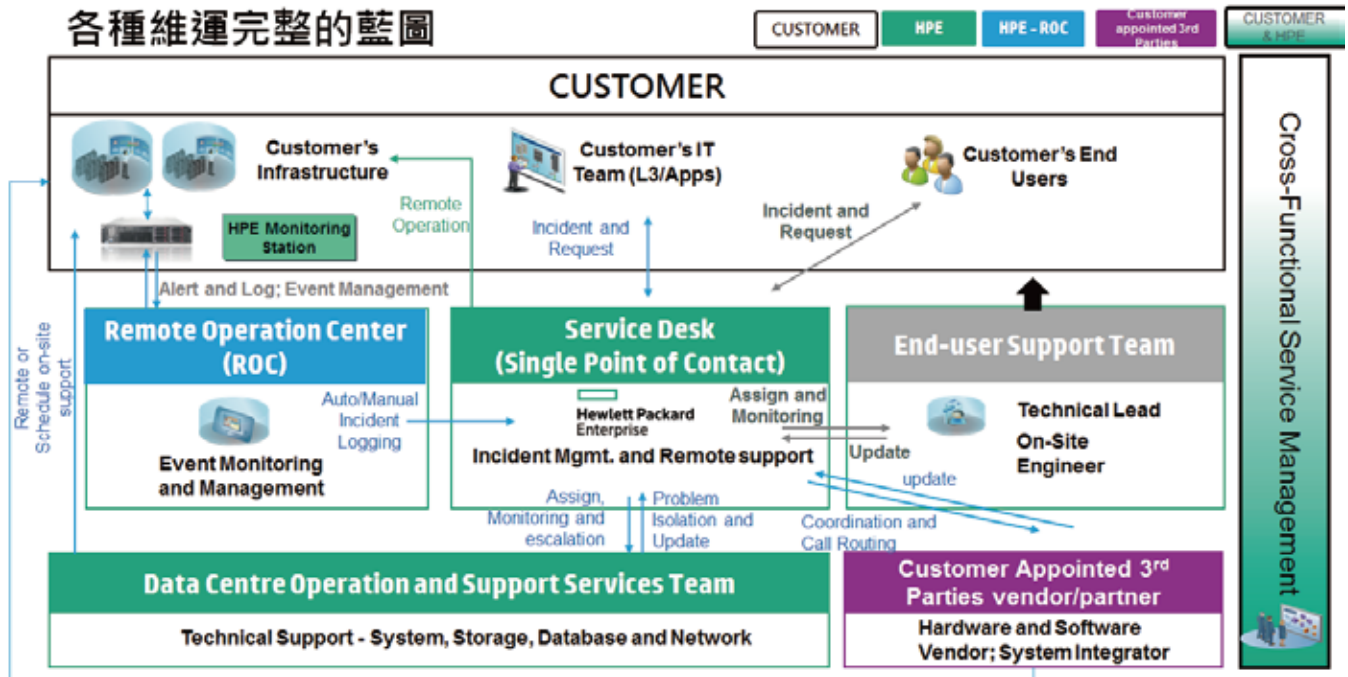 各種維運完整的藍圖
CUSTOMER
HPE
HPE - ROC
Customer
appointed 3rd
Parties
CUSTOMER
& HPE
CUSTOMER
Customer's
Infrastructure
Customer's IT
Team (L3/Apps)
Customer's End
Users
HPE Monitoring
Station
Remote
Operation
Incident and
Request
Incident and
Request
Alert and Log; Event Management
Remote or
Schedule on-site
support
Remote Operation Center
(ROC)
Auto/Manual
Incident
Logging
Event Monitoring
and Management
Service Desk
(Single Point of Contact)
Hewlett Packard
Enterprise
Incident Mgmt. and Remote support
Assign and
Monitoring
Update
End-user Support Team
Technical Lead
On-Site
Engineer
Assign,
Monitoring and
escalation
Problem
Isolation and
Update
update
Coordination and
Call Routing
Data Centre Operation and Support Services Team
Technical Support - System, Storage, Database and Network
Customer Appointed 3rd
Parties vendor/partner
Hardware and Software
Vendor; System Integrator
Cross-Functional Service Management